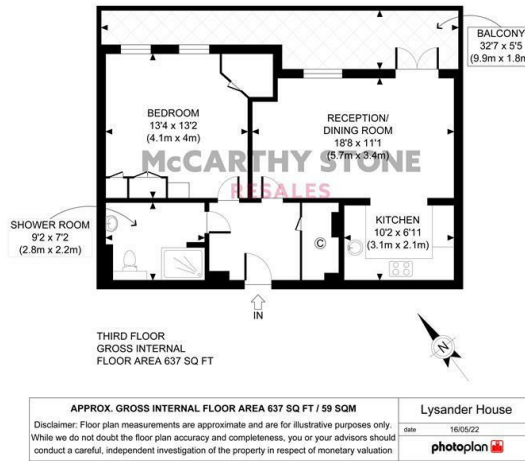 BALCONY
32'7 x 5'5
(9.9m x 1.8m)
BEDROOM
13'4 x 13'2
(4.1m x 4m)
RECEPTION/
DINING ROOM
18'8 x 11'1
(5.7m x 3.4m)
McCARTHY STONE
RESALES
SHOWER ROOM
9'2 x 7'2
(2.8m x 2.2m)
C
KITCHEN
10'2 x 6'11
(3.1m x 2.1m)
IN
THIRD FLOOR
GROSS INTERNAL
FLOOR AREA 637 SQ FT
N
APPROX. GROSS INTERNAL FLOOR AREA 637 SQ FT / 59 SQM
Disclaimer: Floor plan measurements are approximate and are for illustrative purposes only.
While we do not doubt the floor plan accuracy and completeness, you or your advisors should
conduct a careful, independent investigation of the property in respect of monetary valuation
Lysander House
date 16/05/22
photoplan